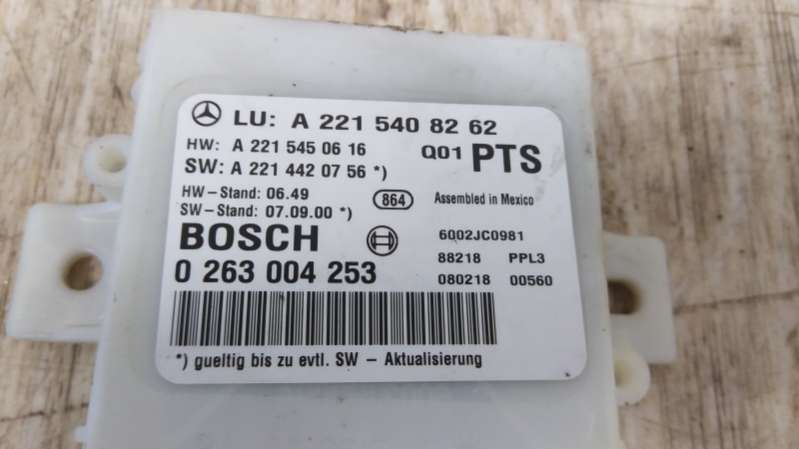 LU: A 221 540 82 62
HW: A 221 545 06 16 Q01 PTS
SW: A 221 442 07 56 *)
HW-Stand: 06.49 864 Assembled in Mexico
SW-Stand: 07.09.00 *)
BOSCH 6Q02JC0981
0 263 004 253 88218 PPL3
080218 00560
*) gueltig bis zu evtl. SW - Aktualisierung